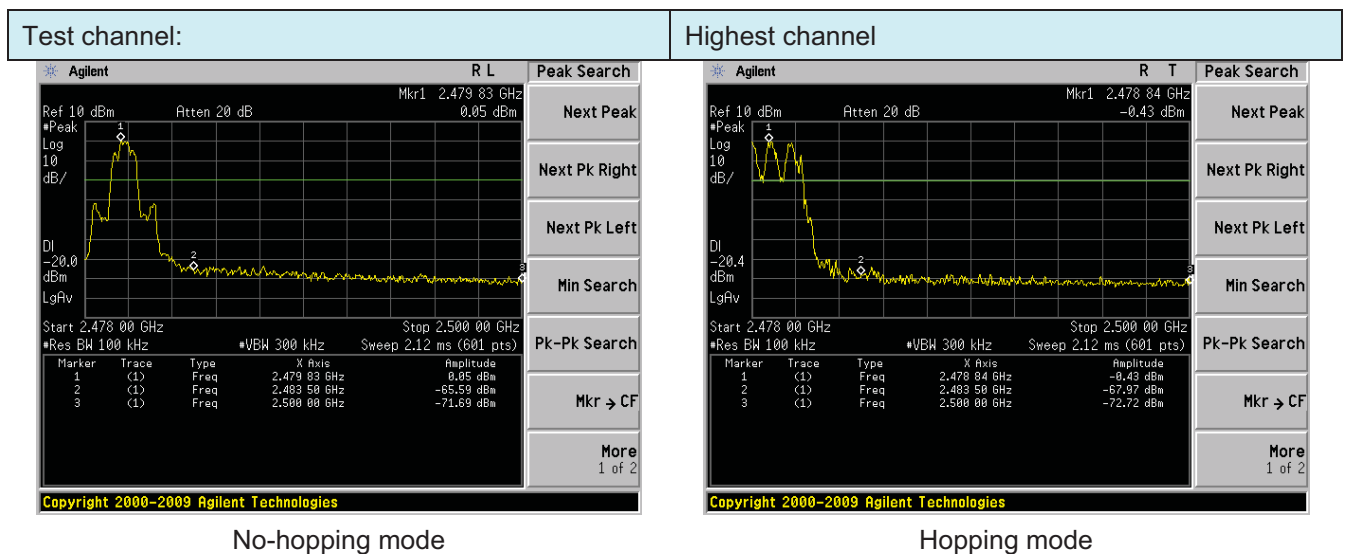 Test channel:
Highest channel
Agilent
R L
Peak Search
Mkr1 2.479 83 GHz
Ref 10 dBm
Atten 20 dB
0.05 dBm
#Peak
Log
10
dB/
DI
-20.0
dBm
LgAv
1
2
3
Start 2.478 00 GHz
Stop 2.500 00 GHz
#Res BW 100 kHz
#VBW 300 kHz
Sweep 2.12 ms (601 pts)
Marker Trace Type X Axis Amplitude
1 (1) Freq 2.479 83 GHz 0.05 dBm
2 (1) Freq 2.483 50 GHz -65.59 dBm
3 (1) Freq 2.500 00 GHz -71.69 dBm
Next Peak
Next Pk Right
Next Pk Left
Min Search
Pk-Pk Search
Mkr → CF
More
1 of 2
Copyright 2000-2009 Agilent Technologies
No-hopping mode
Agilent
R T
Peak Search
Mkr1 2.478 84 GHz
Ref 10 dBm
Atten 20 dB
-0.43 dBm
#Peak
Log
10
dB/
DI
-20.4
dBm
LgAv
1
2
3
Start 2.478 00 GHz
Stop 2.500 00 GHz
#Res BW 100 kHz
#VBW 300 kHz
Sweep 2.12 ms (601 pts)
Marker Trace Type X Axis Amplitude
1 (1) Freq 2.478 84 GHz -0.43 dBm
2 (1) Freq 2.483 50 GHz -67.97 dBm
3 (1) Freq 2.500 00 GHz -72.72 dBm
Next Peak
Next Pk Right
Next Pk Left
Min Search
Pk-Pk Search
Mkr → CF
More
1 of 2
Copyright 2000-2009 Agilent Technologies
Hopping mode